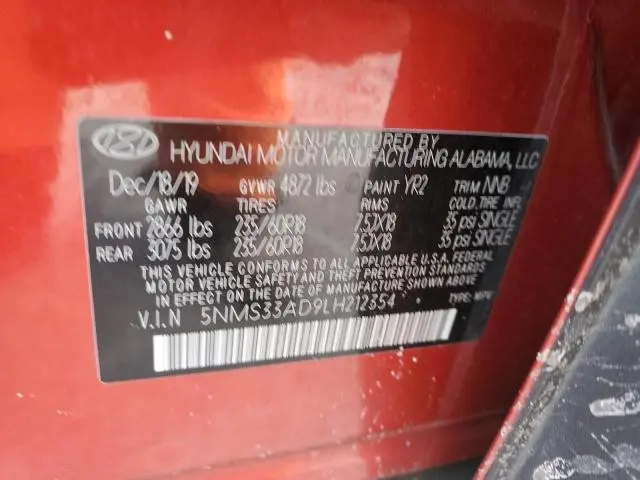 MANUFACTURED BY
HYUNDAI MOTOR MANUFACTURING ALABAMA, LLC
Dec/18/19 GVWR 4872 lbs PAINT YR2 TRIM NNB
GAWR TIRES RIMS COLD.TIRE INFL
FRONT 2866 lbs 235/60R18 7.5JX18 35 psi SINGLE
REAR 3075 lbs 235/60R18 7.5JX18 35 psi SINGLE
THIS VEHICLE CONFORMS TO ALL APPLICABLE U.S.A. FEDERAL
MOTOR VEHICLE SAFETY AND THEFT PREVENTION STANDARDS
IN EFFECT ON THE DATE OF MANUFACTURE SHOWN ABOVE.
V.I.N 5NMS33AD9LH212354 TYPE: MPV